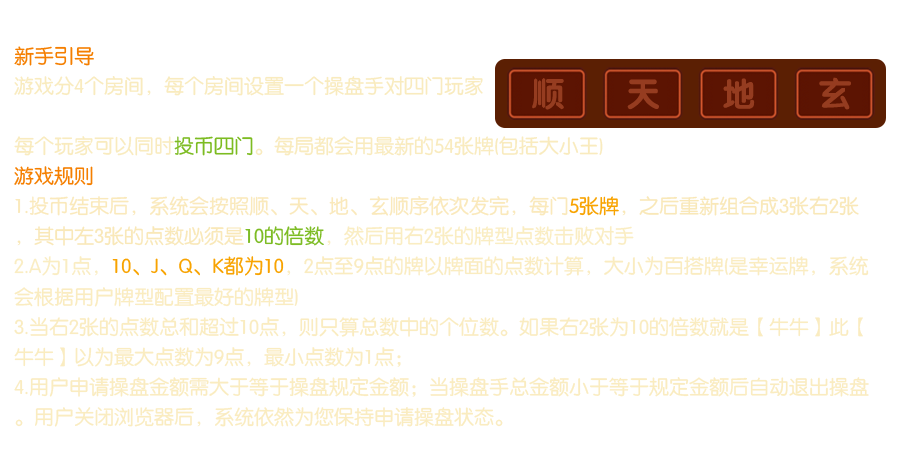 新手引导
游戏分4个房间，每个房间设置一个操盘手对四门玩家
顺 天 地 玄
每个玩家可以同时投币四门。每局都会用最新的54张牌(包括大小王)
游戏规则
1.投币结束后，系统会按照顺、天、地、玄顺序依次发完，每门5张牌，之后重新组合成3张右2张
，其中左3张的点数必须是10的倍数，然后用右2张的牌型点数击败对手
2.A为1点，10、J、Q、K都为10，2点至9点的牌以牌面的点数计算，大小为百搭牌(是幸运牌，系统
会根据用户牌型配置最好的牌型)
3.当右2张的点数总和超过10点，则只算总数中的个位数。如果右2张为10的倍数就是【牛牛】此【
牛牛】以为最大点数为9点，最小点数为1点；
4.用户申请操盘金额需大于等于操盘规定金额；当操盘手总金额小于等于规定金额后自动退出操盘
。用户关闭浏览器后，系统依然为您保持申请操盘状态。